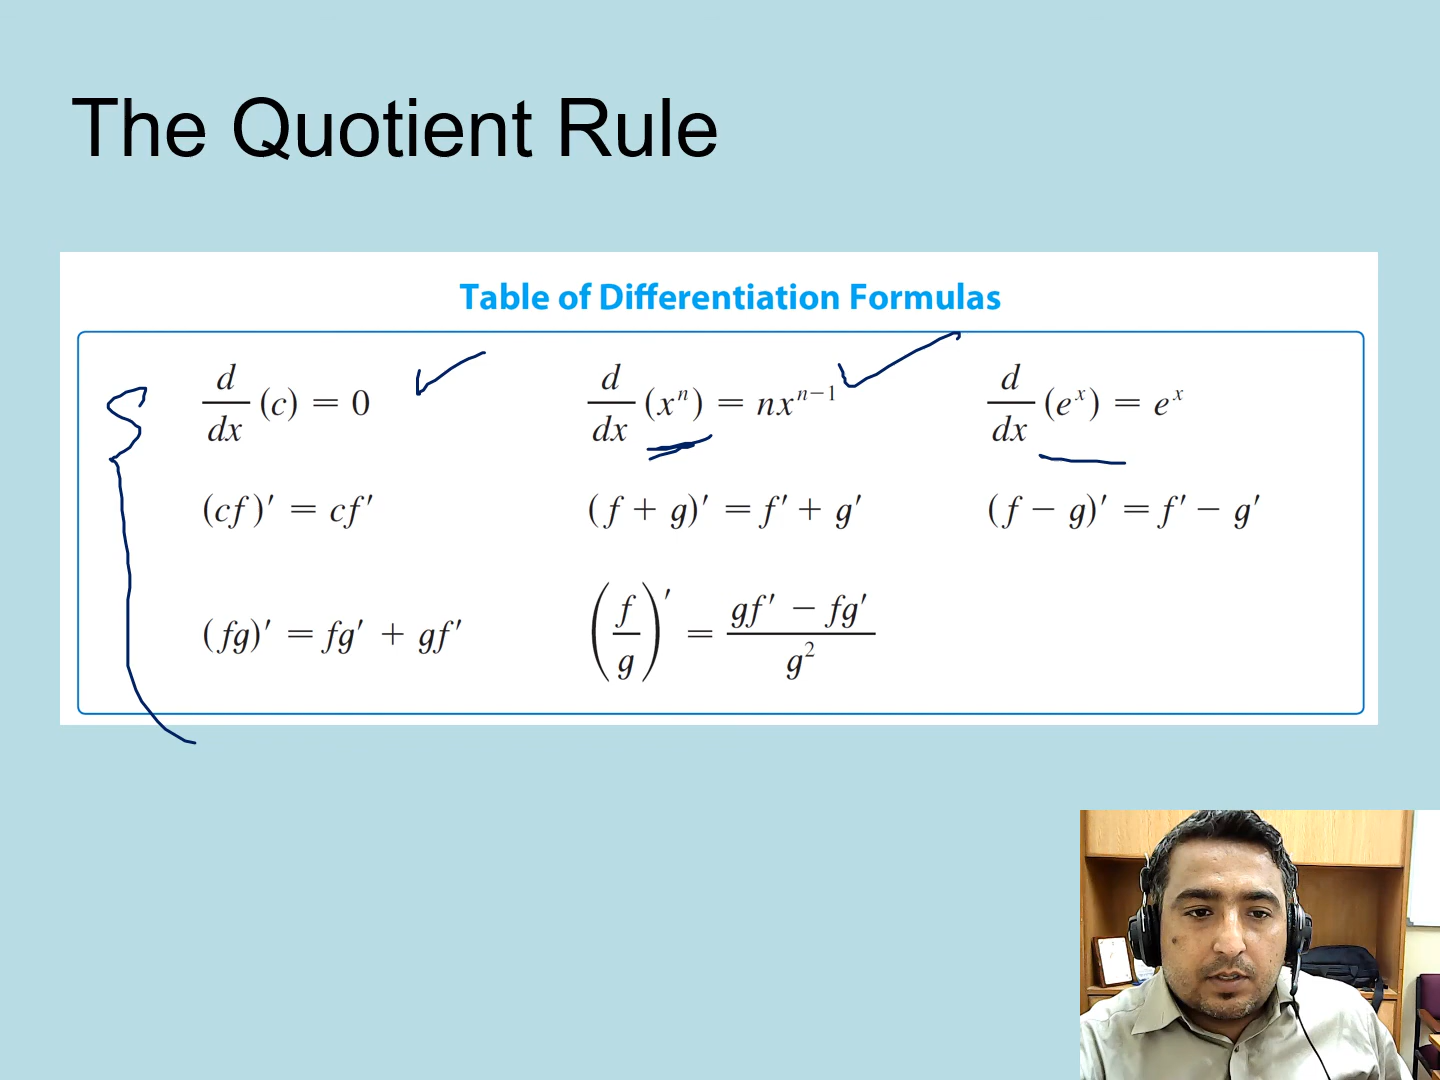 The Quotient Rule
Table of Differentiation Formulas
d/dx (c) = 0    d/dx (xⁿ) = nxⁿ⁻¹    d/dx (eˣ) = eˣ
(cf)′ = cf′    (f + g)′ = f′ + g′    (f − g)′ = f′ − g′
(fg)′ = fg′ + gf′    (f/g)′ = (gf′ − fg′)/g²